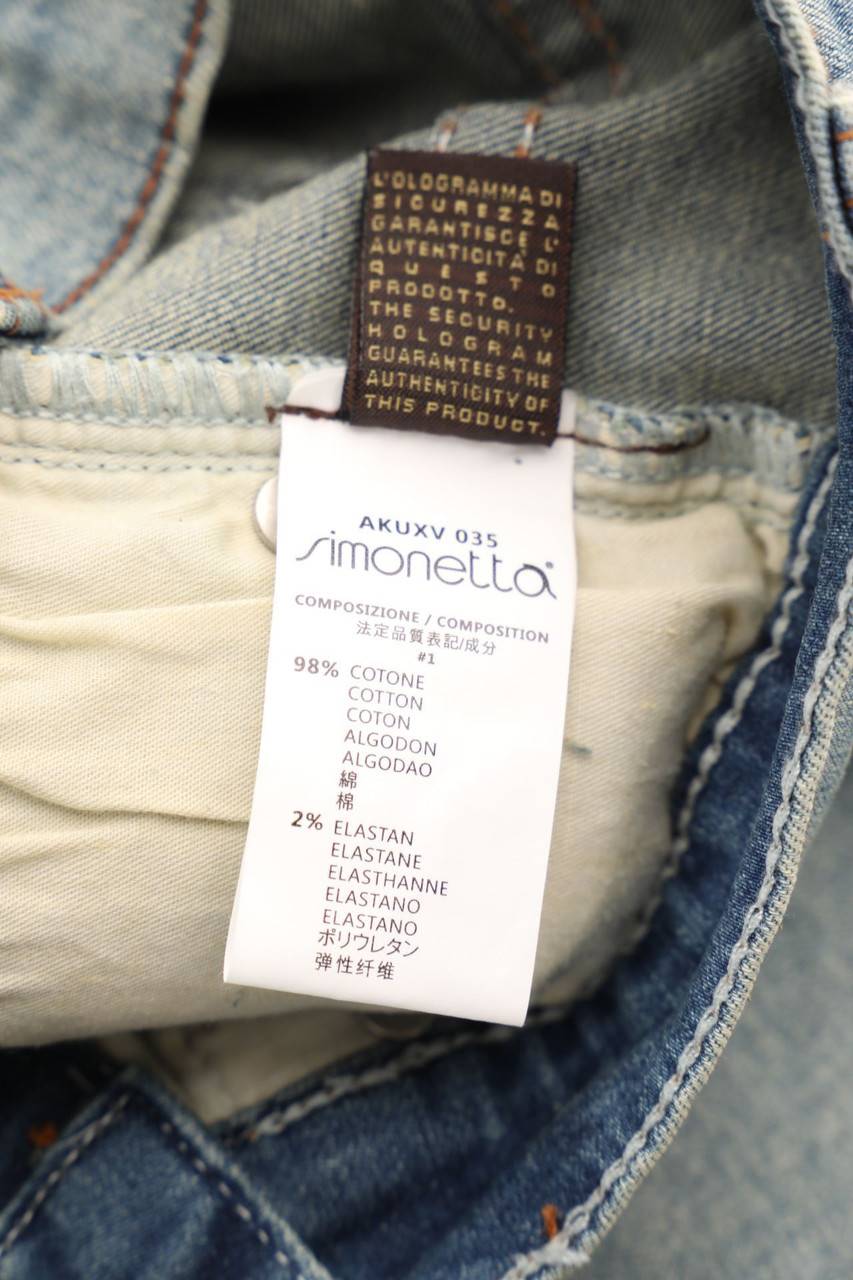 L'OLOGRAMMA DI
SICUREZZA
GARANTISCE L'
AUTENTICITÀ DI
QUESTO
PRODOTTO.
THE SECURITY
HOLOGRAM
GUARANTEES THE
AUTHENTICITY OF
THIS PRODUCT.
AKUXV 035
simonetta®
COMPOSIZIONE / COMPOSITION
法定品質表記/成分
#1
98% COTONE
COTTON
COTON
ALGODON
ALGODAO
綿
棉
2% ELASTAN
ELASTANE
ELASTHANNE
ELASTANO
ELASTANO
ポリウレタン
弹性纤维